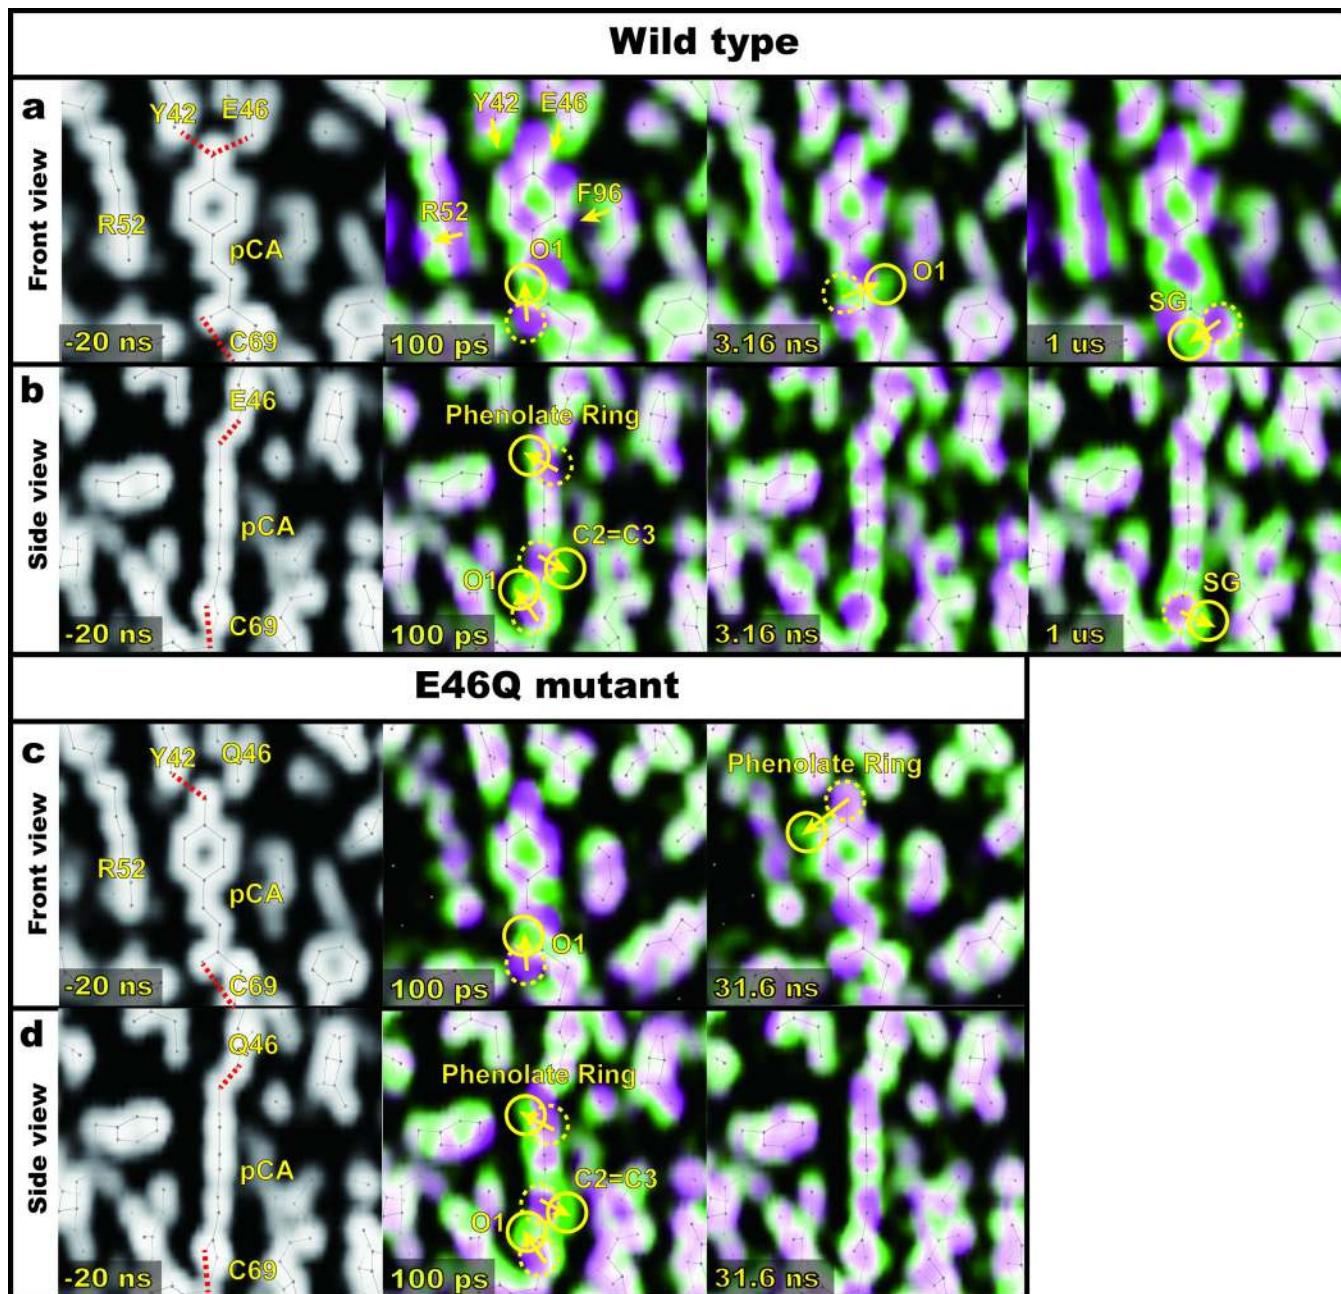 Wild type
a
Front view
Y42 E46
R52
pCA
-20 ns
C69
Y42 E46
F96
R52
O1
100 ps
O1
3.16 ns
SG
1 us
b
Side view
E46
pCA
-20 ns
C69
Phenolate Ring
C2=C3
O1
100 ps
3.16 ns
SG
1 us
E46Q mutant
c
Front view
Y42 Q46
R52
pCA
-20 ns
C69
O1
100 ps
Phenolate Ring
31.6 ns
d
Side view
Q46
pCA
-20 ns
C69
Phenolate Ring
C2=C3
O1
100 ps
31.6 ns